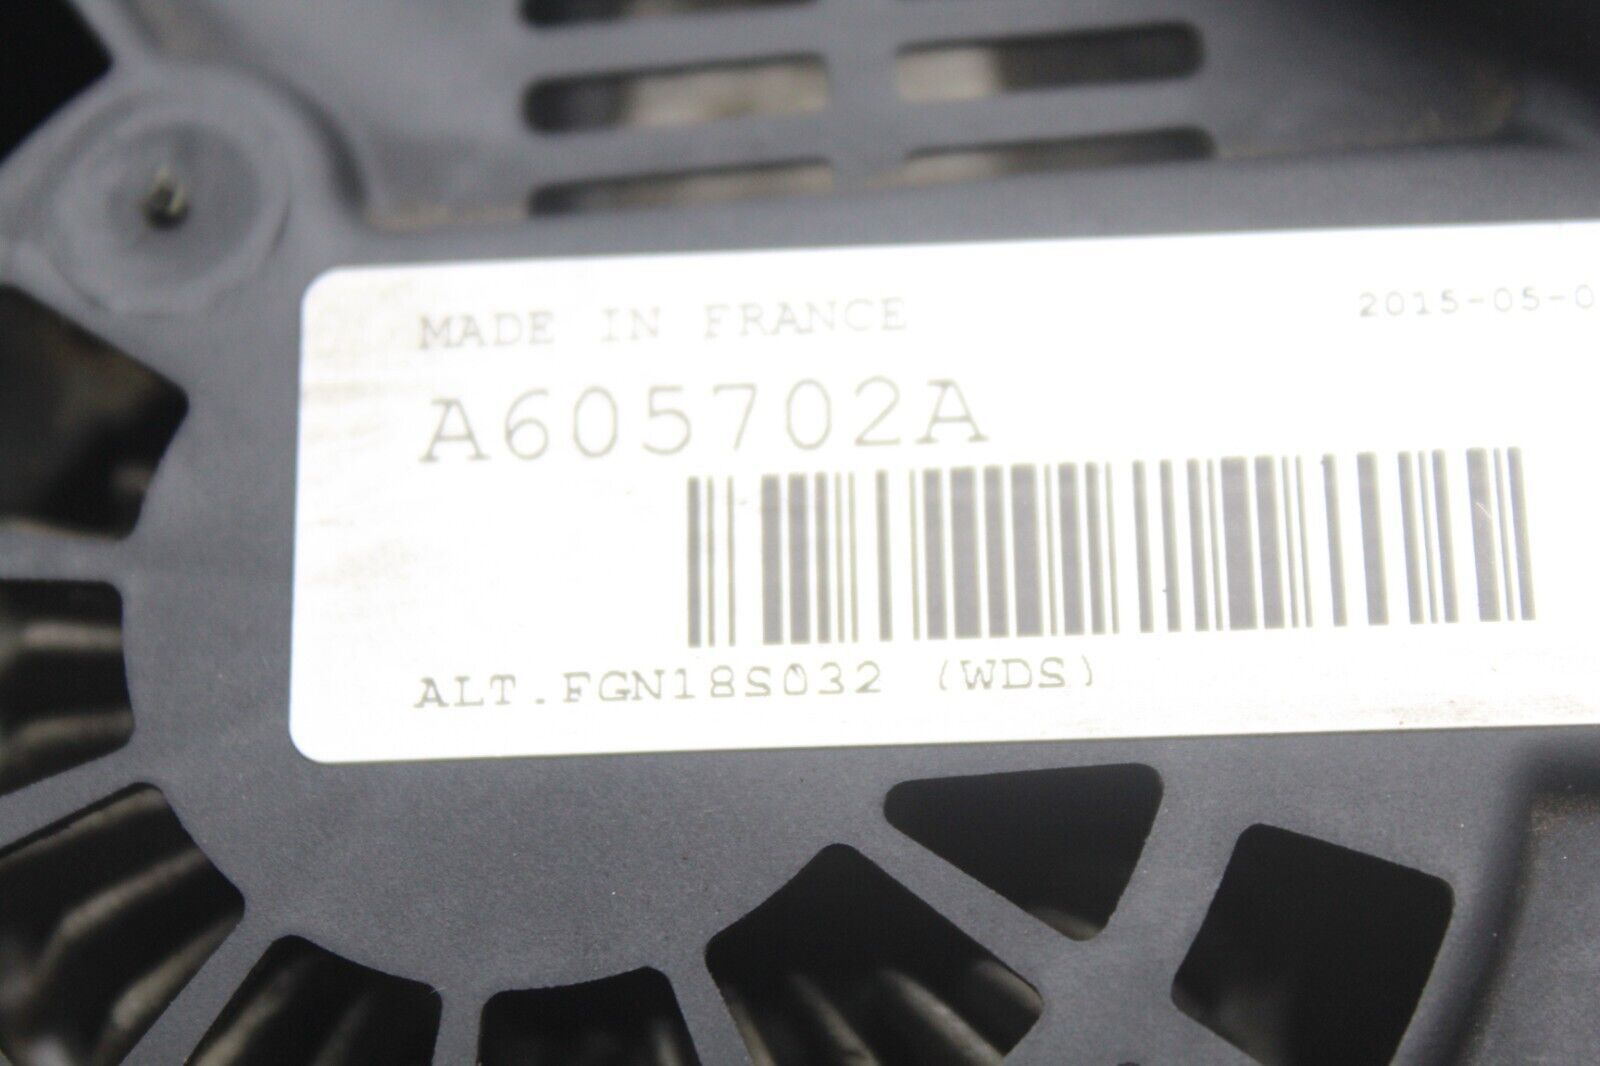 MADE IN FRANCE 2015-05-0
A605702A
ALT.FGN18S032 (WDS)